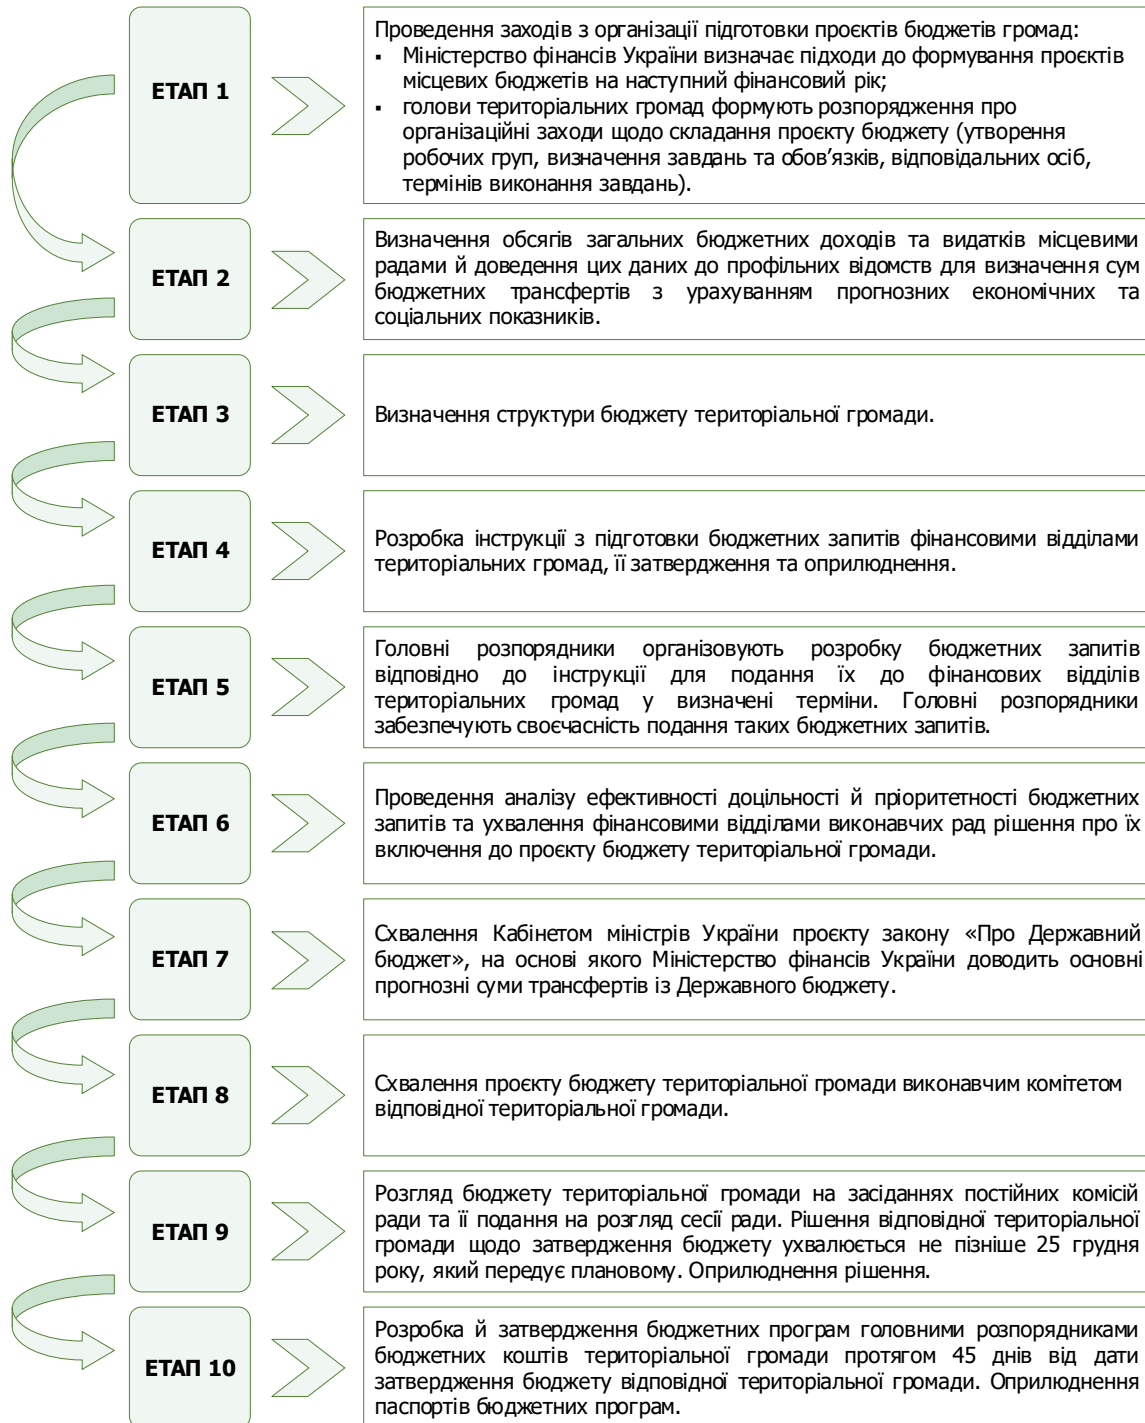 ЕТАП 1
Проведення заходів з організації підготовки проєктів бюджетів громад:
▪ Міністерство фінансів України визначає підходи до формування проєктів
місцевих бюджетів на наступний фінансовий рік;
▪ голови територіальних громад формують розпорядження про
організаційні заходи щодо складання проєкту бюджету (утворення
робочих груп, визначення завдань та обов’язків, відповідальних осіб,
термінів виконання завдань).
ЕТАП 2
Визначення обсягів загальних бюджетних доходів та видатків місцевими
радами й доведення цих даних до профільних відомств для визначення сум
бюджетних трансфертів з урахуванням прогнозних економічних та
соціальних показників.
ЕТАП 3
Визначення структури бюджету територіальної громади.
ЕТАП 4
Розробка інструкції з підготовки бюджетних запитів фінансовими відділами
територіальних громад, її затвердження та оприлюднення.
ЕТАП 5
Головні розпорядники організовують розробку бюджетних запитів
відповідно до інструкції для подання їх до фінансових відділів
територіальних громад у визначені терміни. Головні розпорядники
забезпечують своєчасність подання таких бюджетних запитів.
ЕТАП 6
Проведення аналізу ефективності доцільності й пріоритетності бюджетних
запитів та ухвалення фінансовими відділами виконавчих рад рішення про їх
включення до проєкту бюджету територіальної громади.
ЕТАП 7
Схвалення Кабінетом міністрів України проєкту закону «Про Державний
бюджет», на основі якого Міністерство фінансів України доводить основні
прогнозні суми трансфертів із Державного бюджету.
ЕТАП 8
Схвалення проєкту бюджету територіальної громади виконавчим комітетом
відповідної територіальної громади.
ЕТАП 9
Розгляд бюджету територіальної громади на засіданнях постійних комісій
ради та її подання на розгляд сесії ради. Рішення відповідної територіальної
громади щодо затвердження бюджету ухвалюється не пізніше 25 грудня
року, який передує плановому. Оприлюднення рішення.
ЕТАП 10
Розробка й затвердження бюджетних програм головними розпорядниками
бюджетних коштів територіальної громади протягом 45 днів від дати
затвердження бюджету відповідної територіальної громади. Оприлюднення
паспортів бюджетних програм.